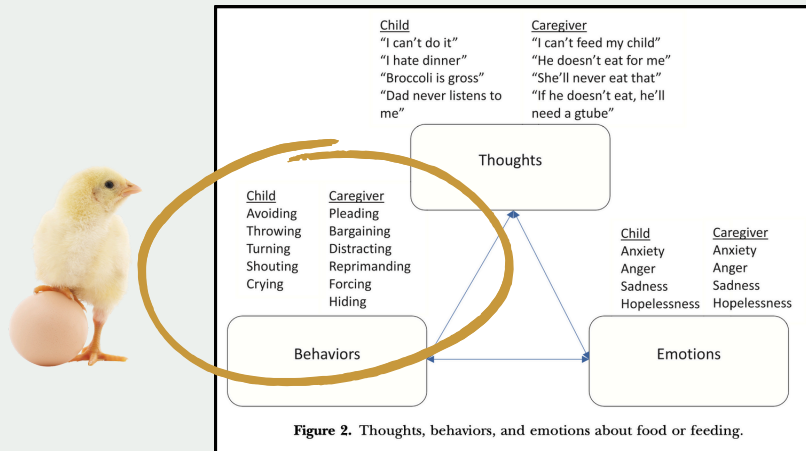 Child
"I can't do it"
"I hate dinner"
"Broccoli is gross"
"Dad never listens to
me"
Caregiver
"I can't feed my child"
"He doesn't eat for me"
"She'll never eat that"
"If he doesn't eat, he'll
need a gtube"
Thoughts
Child
Avoiding
Throwing
Turning
Shouting
Crying
Caregiver
Pleading
Bargaining
Distracting
Reprimanding
Forcing
Hiding
Behaviors
Child
Anxiety
Anger
Sadness
Hopelessness
Caregiver
Anxiety
Anger
Sadness
Hopelessness
Emotions
Figure 2. Thoughts, behaviors, and emotions about food or feeding.